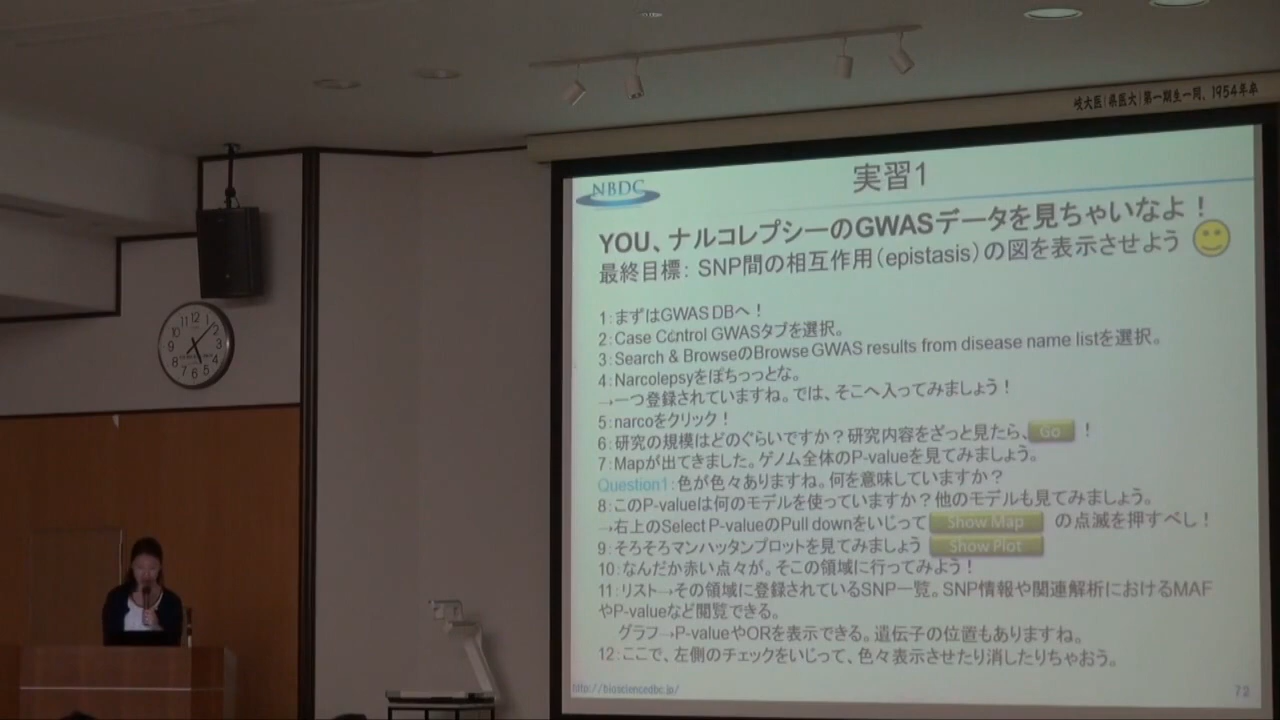 岐大医(県医大)第一期生一同, 1954年卒
NBDC
実習1
YOU、ナルコレプシーのGWASデータを見ちゃいなよ！
最終目標: SNP間の相互作用(epistasis)の図を表示させよう
1:まずはGWAS DBへ！
2:Case Control GWASタブを選択。
3:Search & BrowseのBrowse GWAS results from disease name listを選択。
4:Narcolepsyをぽちっっとな。
→一つ登録されていますね。では、そこへ入ってみましょう！
5:narcoをクリック！
6:研究の規模はどのぐらいですか？研究内容をざっと見たら、 Go ！
7:Mapが出てきました。ゲノム全体のP-valueを見てみましょう。
Question1:色が色々ありますね。何を意味していますか？
8:このP-valueは何のモデルを使っていますか？他のモデルも見てみましょう。
→右上のSelect P-valueのPull downをいじって Show Map の点滅を押すべし！
9:そろそろマンハッタンプロットを見てみましょう Show Plot
10:なんだか赤い点々が。そこの領域に行ってみよう！
11:リスト→その領域に登録されているSNP一覧。SNP情報や関連解析におけるMAF
やP-valueなど閲覧できる。
グラフ→P-valueやORを表示できる。遺伝子の位置もありますね。
12:ここで、左側のチェックをいじって、色々表示させたり消したりちゃおう。
http://biosciencedbc.jp/
72
11 12 1
10 2
9 3
8 4
7 6 5